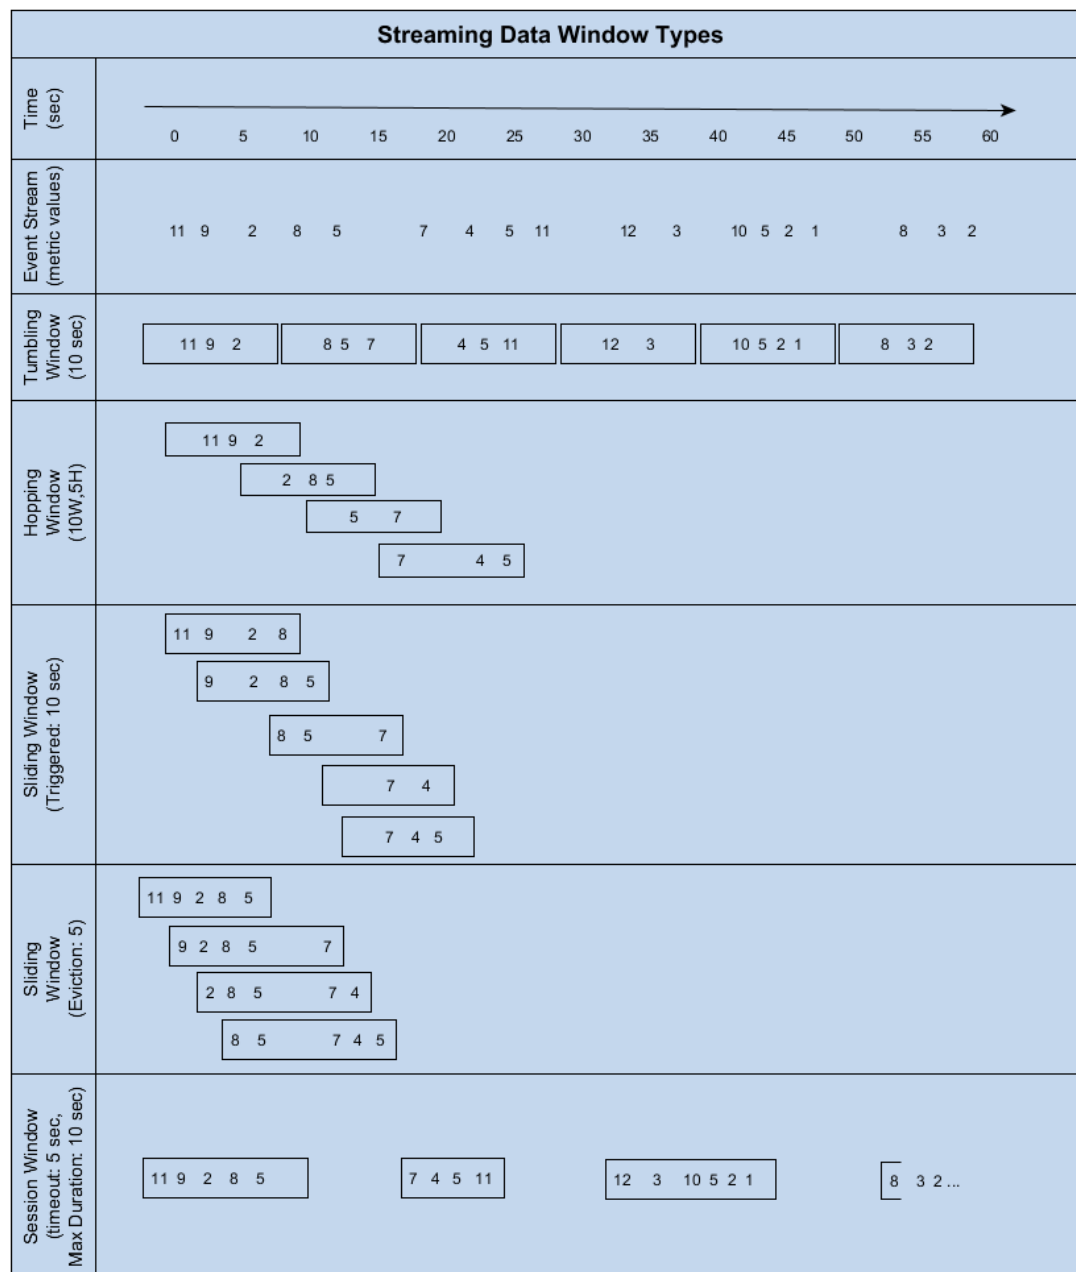 Streaming Data Window Types
Time
(sec)
0 5 10 15 20 25 30 35 40 45 50 55 60
Event Stream
(metric values)
11 9 2 8 5 7 4 5 11 12 3 10 5 2 1 8 3 2
Tumbling
Window
(10 sec)
11 9 2 8 5 7 4 5 11 12 3 10 5 2 1 8 3 2
Hopping
Window
(10W,5H)
11 9 2
2 8 5
5 7
7 4 5
Sliding Window
(Triggered: 10 sec)
11 9 2 8
9 2 8 5
8 5 7
7 4
7 4 5
Sliding
Window
(Eviction: 5)
11 9 2 8 5
9 2 8 5 7
2 8 5 7 4
8 5 7 4 5
Session Window
(timeout: 5 sec,
Max Duration: 10 sec)
11 9 2 8 5 7 4 5 11 12 3 10 5 2 1 8 3 2 ...